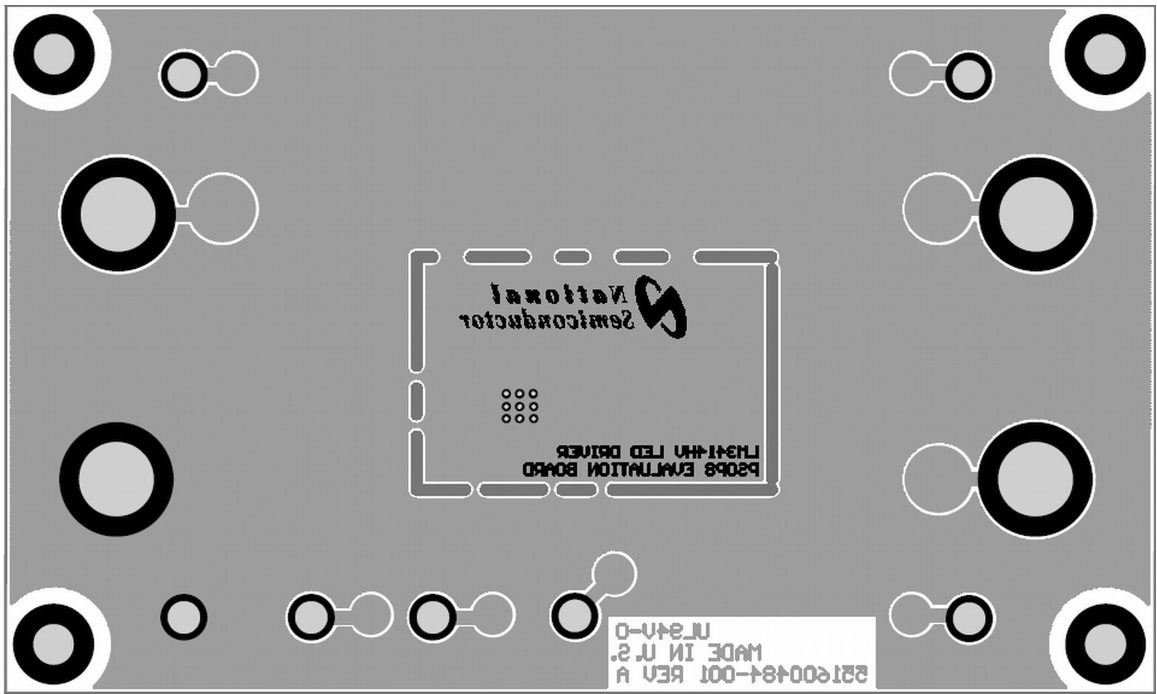 National
Semiconductor
LM3414HV LED DRIVER
PSOP8 EVALUATION BOARD
UL94V-0
MADE IN U.S.
551600484-001 REV A